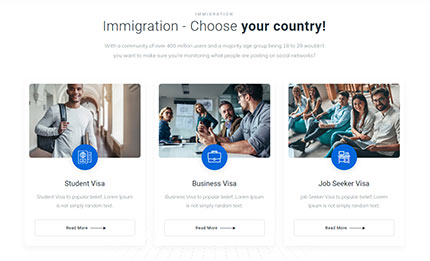 IMMIGRATION
Immigration - Choose your country!
With a community of over 400 million users and a majority age group being 18 to 29 wouldn't
you want to make sure you're monitoring what people are posting on social networks?
Student Visa
Student Visa to popular belief, Lorem Ipsum
is not simply random text.
Read More
Business Visa
Business Visa to popular belief, Lorem Ipsum
is not simply random text.
Read More
Job Seeker Visa
Job Seeker Visa to popular belief, Lorem
Ipsum is not simply random text.
Read More